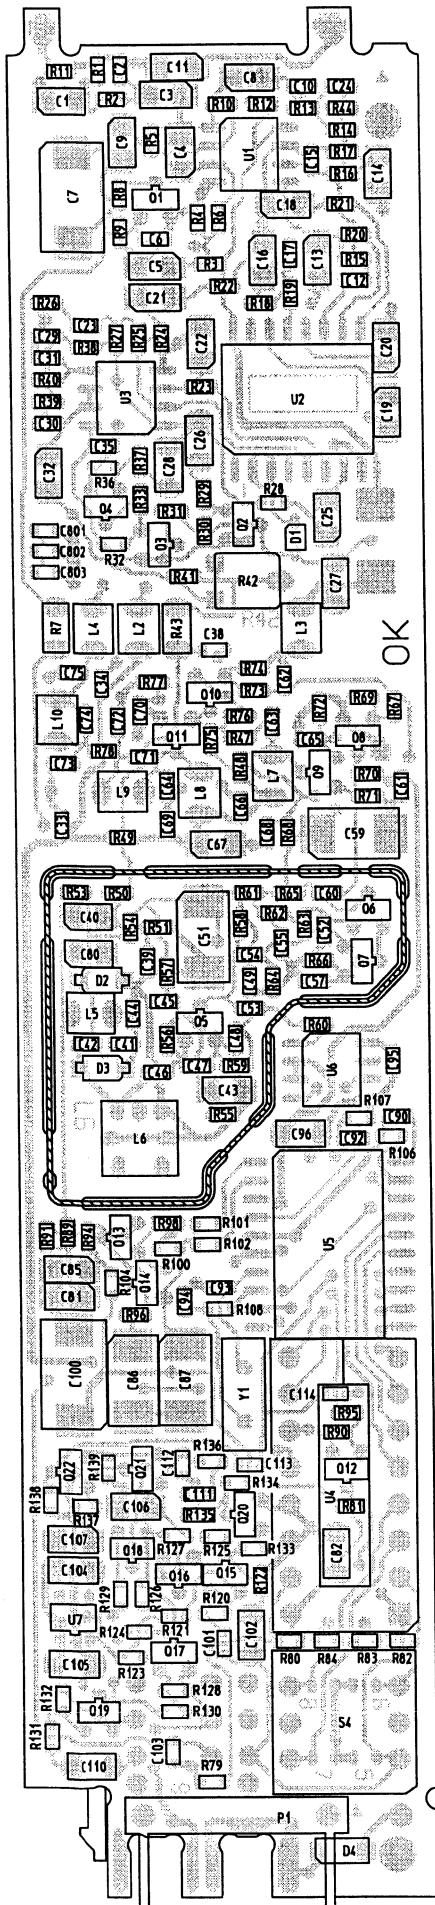 R11 R1 C2 C11 C8 C10 C24
C1 R2 C3 R10 R12 R13 R44
R14
C9 R5 C4 U1 C15 R17 C14
R16
C7 R8 Q1 C18 R21
R9 R4 R6
C6 R20
C5 R3 C16 C17 C13 R15
C21 R22 R19 C12
R26 R18
C29 C23 R27 R25 R24 C22 C20
C31 R38
R40 U3 R23 U2
R39 C19
C30
C35 C26
C32 R36 R37 C28
Q4 R33 R29 R28
C801 R31 Q2 C25
C802 R32 Q3 R30 D1
C803 R41 R42 C27
R42
R7 L4 L2 R43 C38 L3 OK
C75 C34 R77 R74 C62
L10 Q10 R73 R72 R69 R67
C74 C72 C70 R76 C63
R78 Q11 R75 R47 C65 Q8
C73 C71 R46 L7 Q9 R70
L9 L8 R71 C61
C66
C33 C69 C68 R68 C59
R49 C67
R53 R50 R61 R65 C60
C40 R54 R51 C51 R58 R62 R63 C52 Q6
C80 C39 R57 C54 C55 R66 Q7
D2 C49 R64 C57
L5 C44 C45 C53
R56 Q5 R60
C42 C41 C48
D3 C46 C47 R59 U6 C95
C43
L6 R55 R107 C90
C96 C92 R106
R91 R89 R94 Q13 R98 R101
R100 R102 U5
C85 R104 Q14
C81 C94 C93
R96 R108
C100 C86 C87 Y1 C114
R95
R90
Q22 R139 Q21 C112 R136 C113 Q12
R138 R134 U4
R137 C106 C111 R81
C107 R135 Q20
Q18 R127 R125 R133 C82
C104 Q16 Q15
R129 R126 R122
U7 R120
R124 R121 C101 C102
C105 R123 Q17 R80 R84 R83 R82
R132 R128
Q19 R130 S4
R131 C103
C110 R79
P1
D4